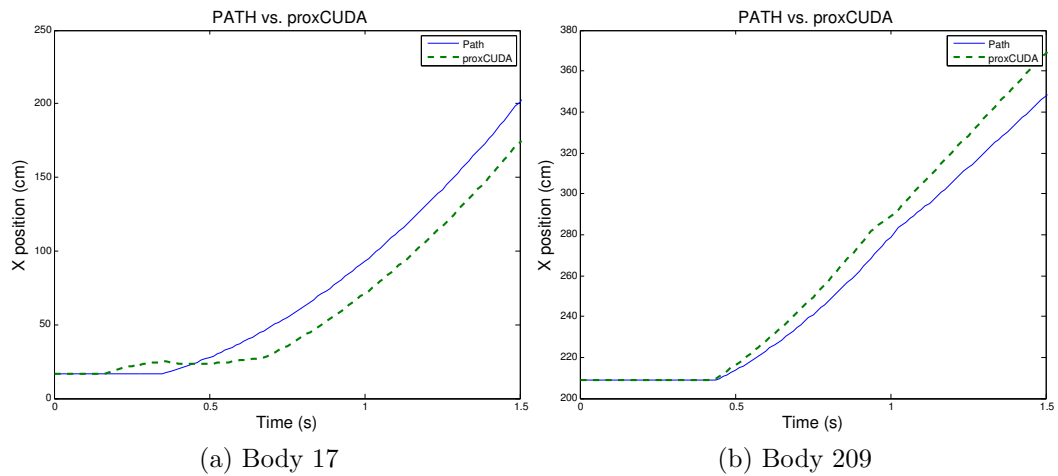 PATH vs. proxCUDA
250
200
150
100
50
0
X position (cm)
Path
proxCUDA
0
0.5
1
1.5
Time (s)
(a) Body 17
PATH vs. proxCUDA
380
360
340
320
300
280
260
240
220
200
X position (cm)
Path
proxCUDA
0
0.5
1
1.5
Time (s)
(b) Body 209